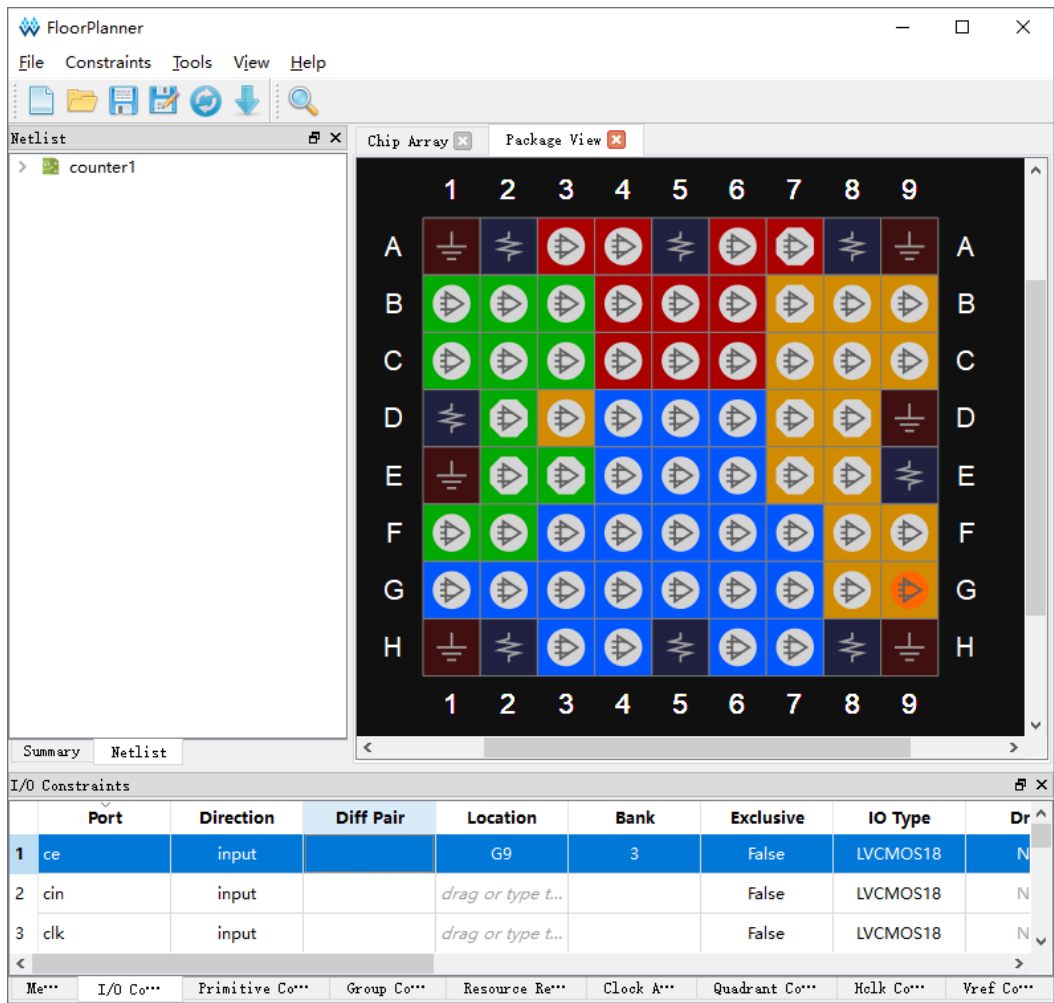 FloorPlanner
File Constraints Tools View Help
Netlist
Chip Array Package View
counter1
1 2 3 4 5 6 7 8 9
A A
B B
C C
D D
E E
F F
G G
H H
1 2 3 4 5 6 7 8 9
Summary Netlist
I/O Constraints
Port Direction Diff Pair Location Bank Exclusive IO Type Dr
1 ce input G9 3 False LVCMOS18 N
2 cin input drag or type t... False LVCMOS18 N
3 clk input drag or type t... False LVCMOS18 N
Me... I/O Co... Primitive Co... Group Co... Resource Re... Clock A... Quadrant Co... Hclk Co... Vref Co...